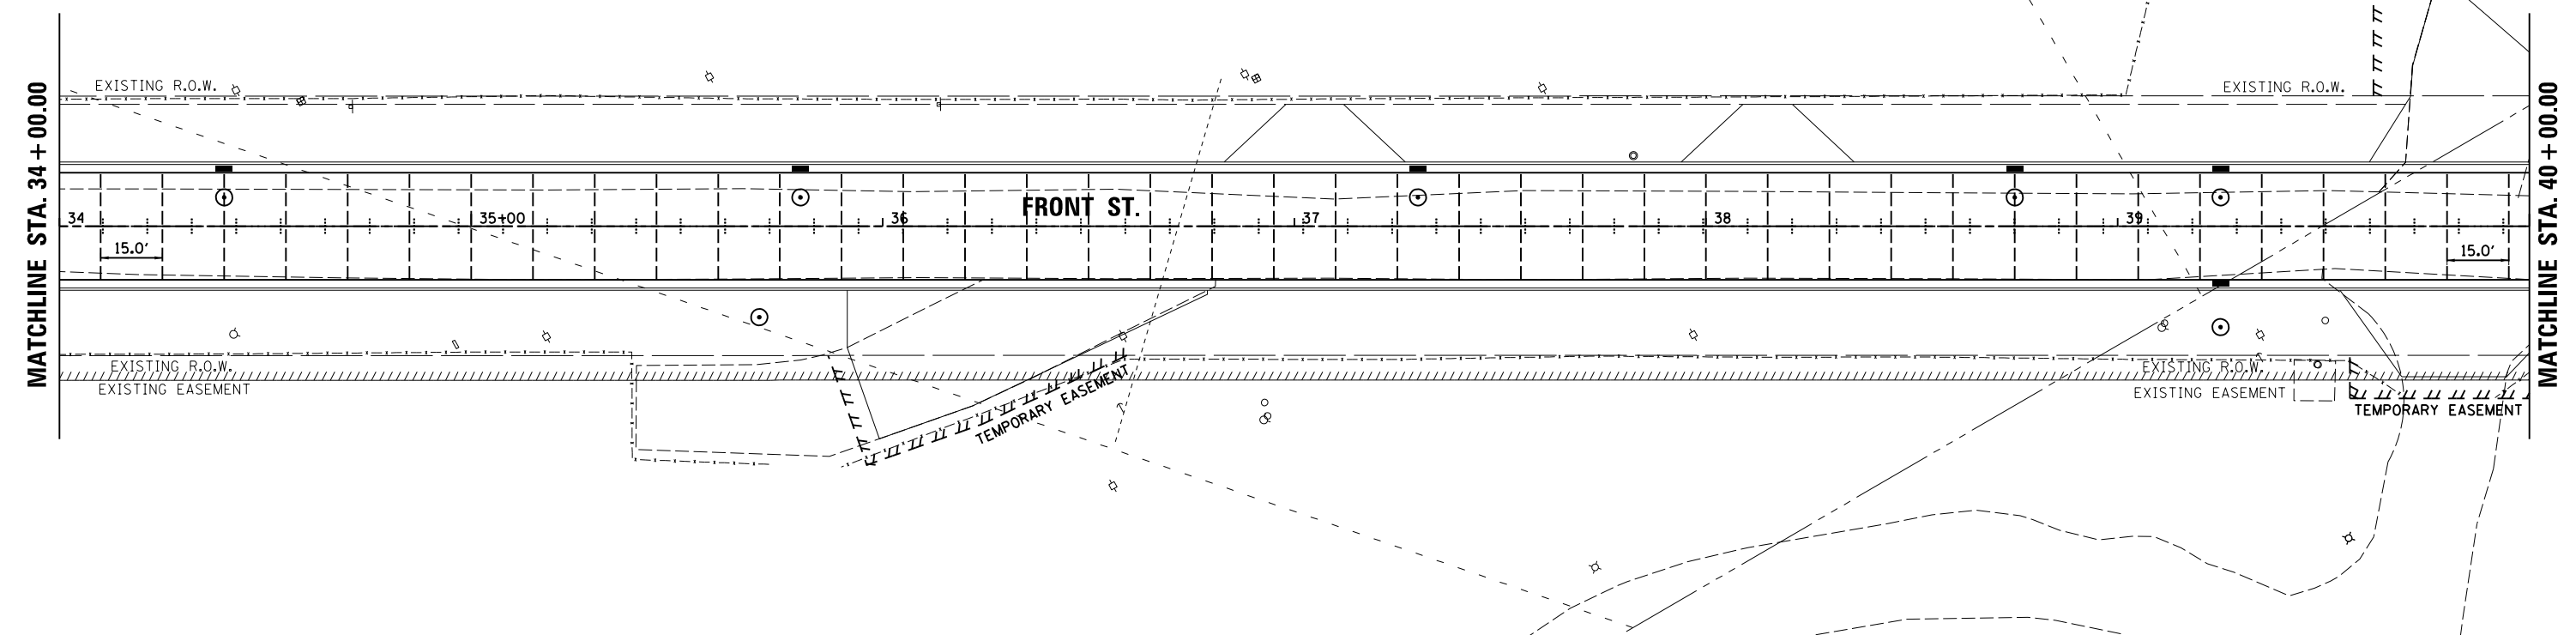 MATCHLINE STA. 34+00.00
EXISTING R.O.W.
EXISTING R.O.W.
MATCHLINE STA. 40+00.00
34
35+00
36
FRONT ST.
37
38
39
15.0'
15.0'
EXISTING R.O.W.
EXISTING EASEMENT
TEMPORARY EASEMENT
EXISTING R.O.W.
EXISTING EASEMENT
TEMPORARY EASEMENT